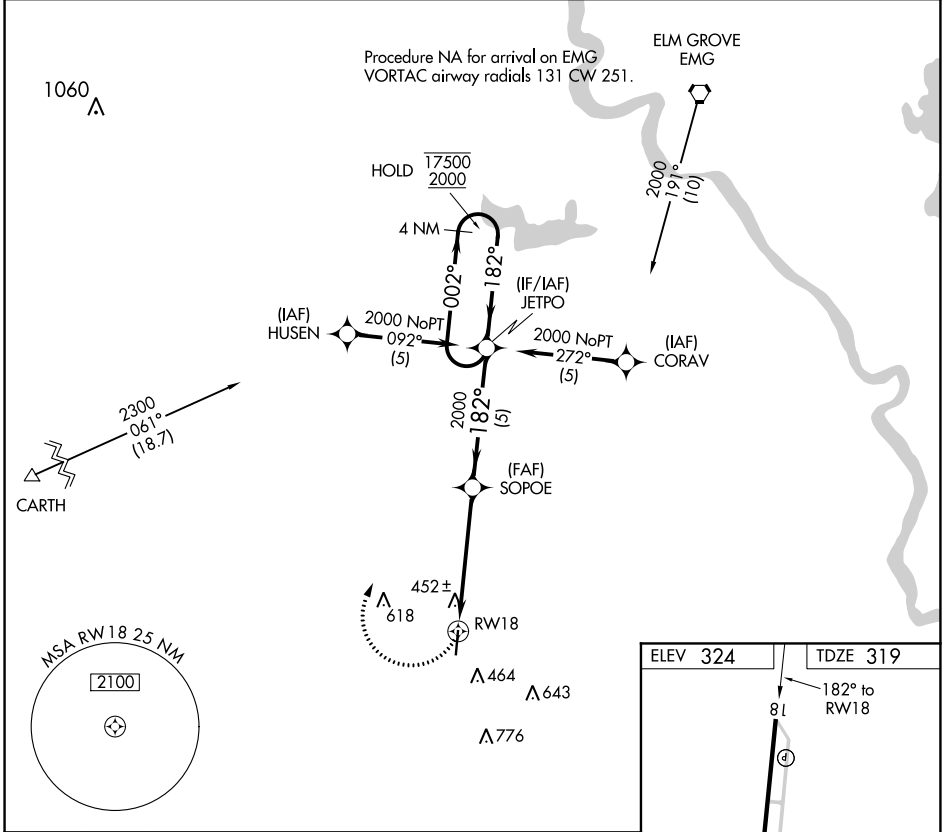 Procedure NA for arrival on EMG
VORTAC airway radials 131 CW 251.
ELM GROVE
EMG
1060
2000
191°
(10)
HOLD
17500
2000
4 NM
002°
182°
(IF/IAF)
JETPO
(IAF)
HUSEN
2000 NoPT
092°
(5)
2000 NoPT
272°
(5)
(IAF)
CORAV
2300
061°
(18.7)
CARTH
2000
182°
(5)
(FAF)
SOPOE
452±
618
RW18
464
643
776
MSA RW18 25 NM
2100
ELEV 324
TDZE 319
182° to
RW18
18
P